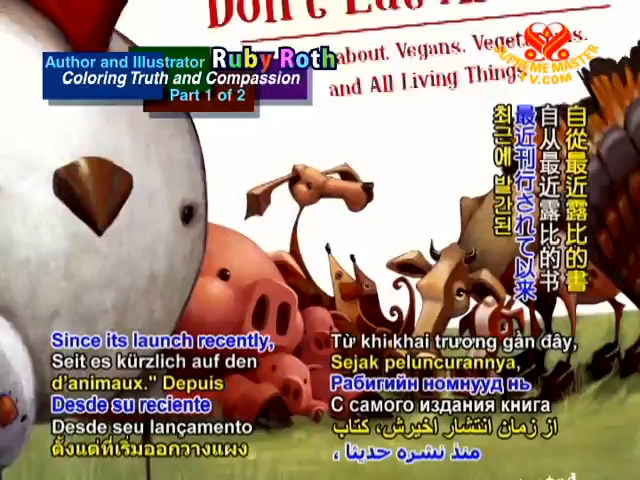 about, Vegans, 
and All Living Things
SUPREME MASTER
TV.COM
Author and Illustrator Ruby Roth
Coloring Truth and Compassion
Part 1 of 2
自從最近露比的書
自从最近露比的书
最近刊行されて以来
최근에 발간된
Since its launch recently,
Seit es kürzlich auf den
d'animaux." Depuis
Desde su reciente
Desde seu lançamento
ตั้งแต่ที่เริ่มออกวางแผง
Từ khi khai trương gần đây,
Sejak peluncurannya,
Рабигийн номнууд нь
С самого издания книга
از زمان انتشار اخیرش، کتاب
منذ نشره حديثا ،